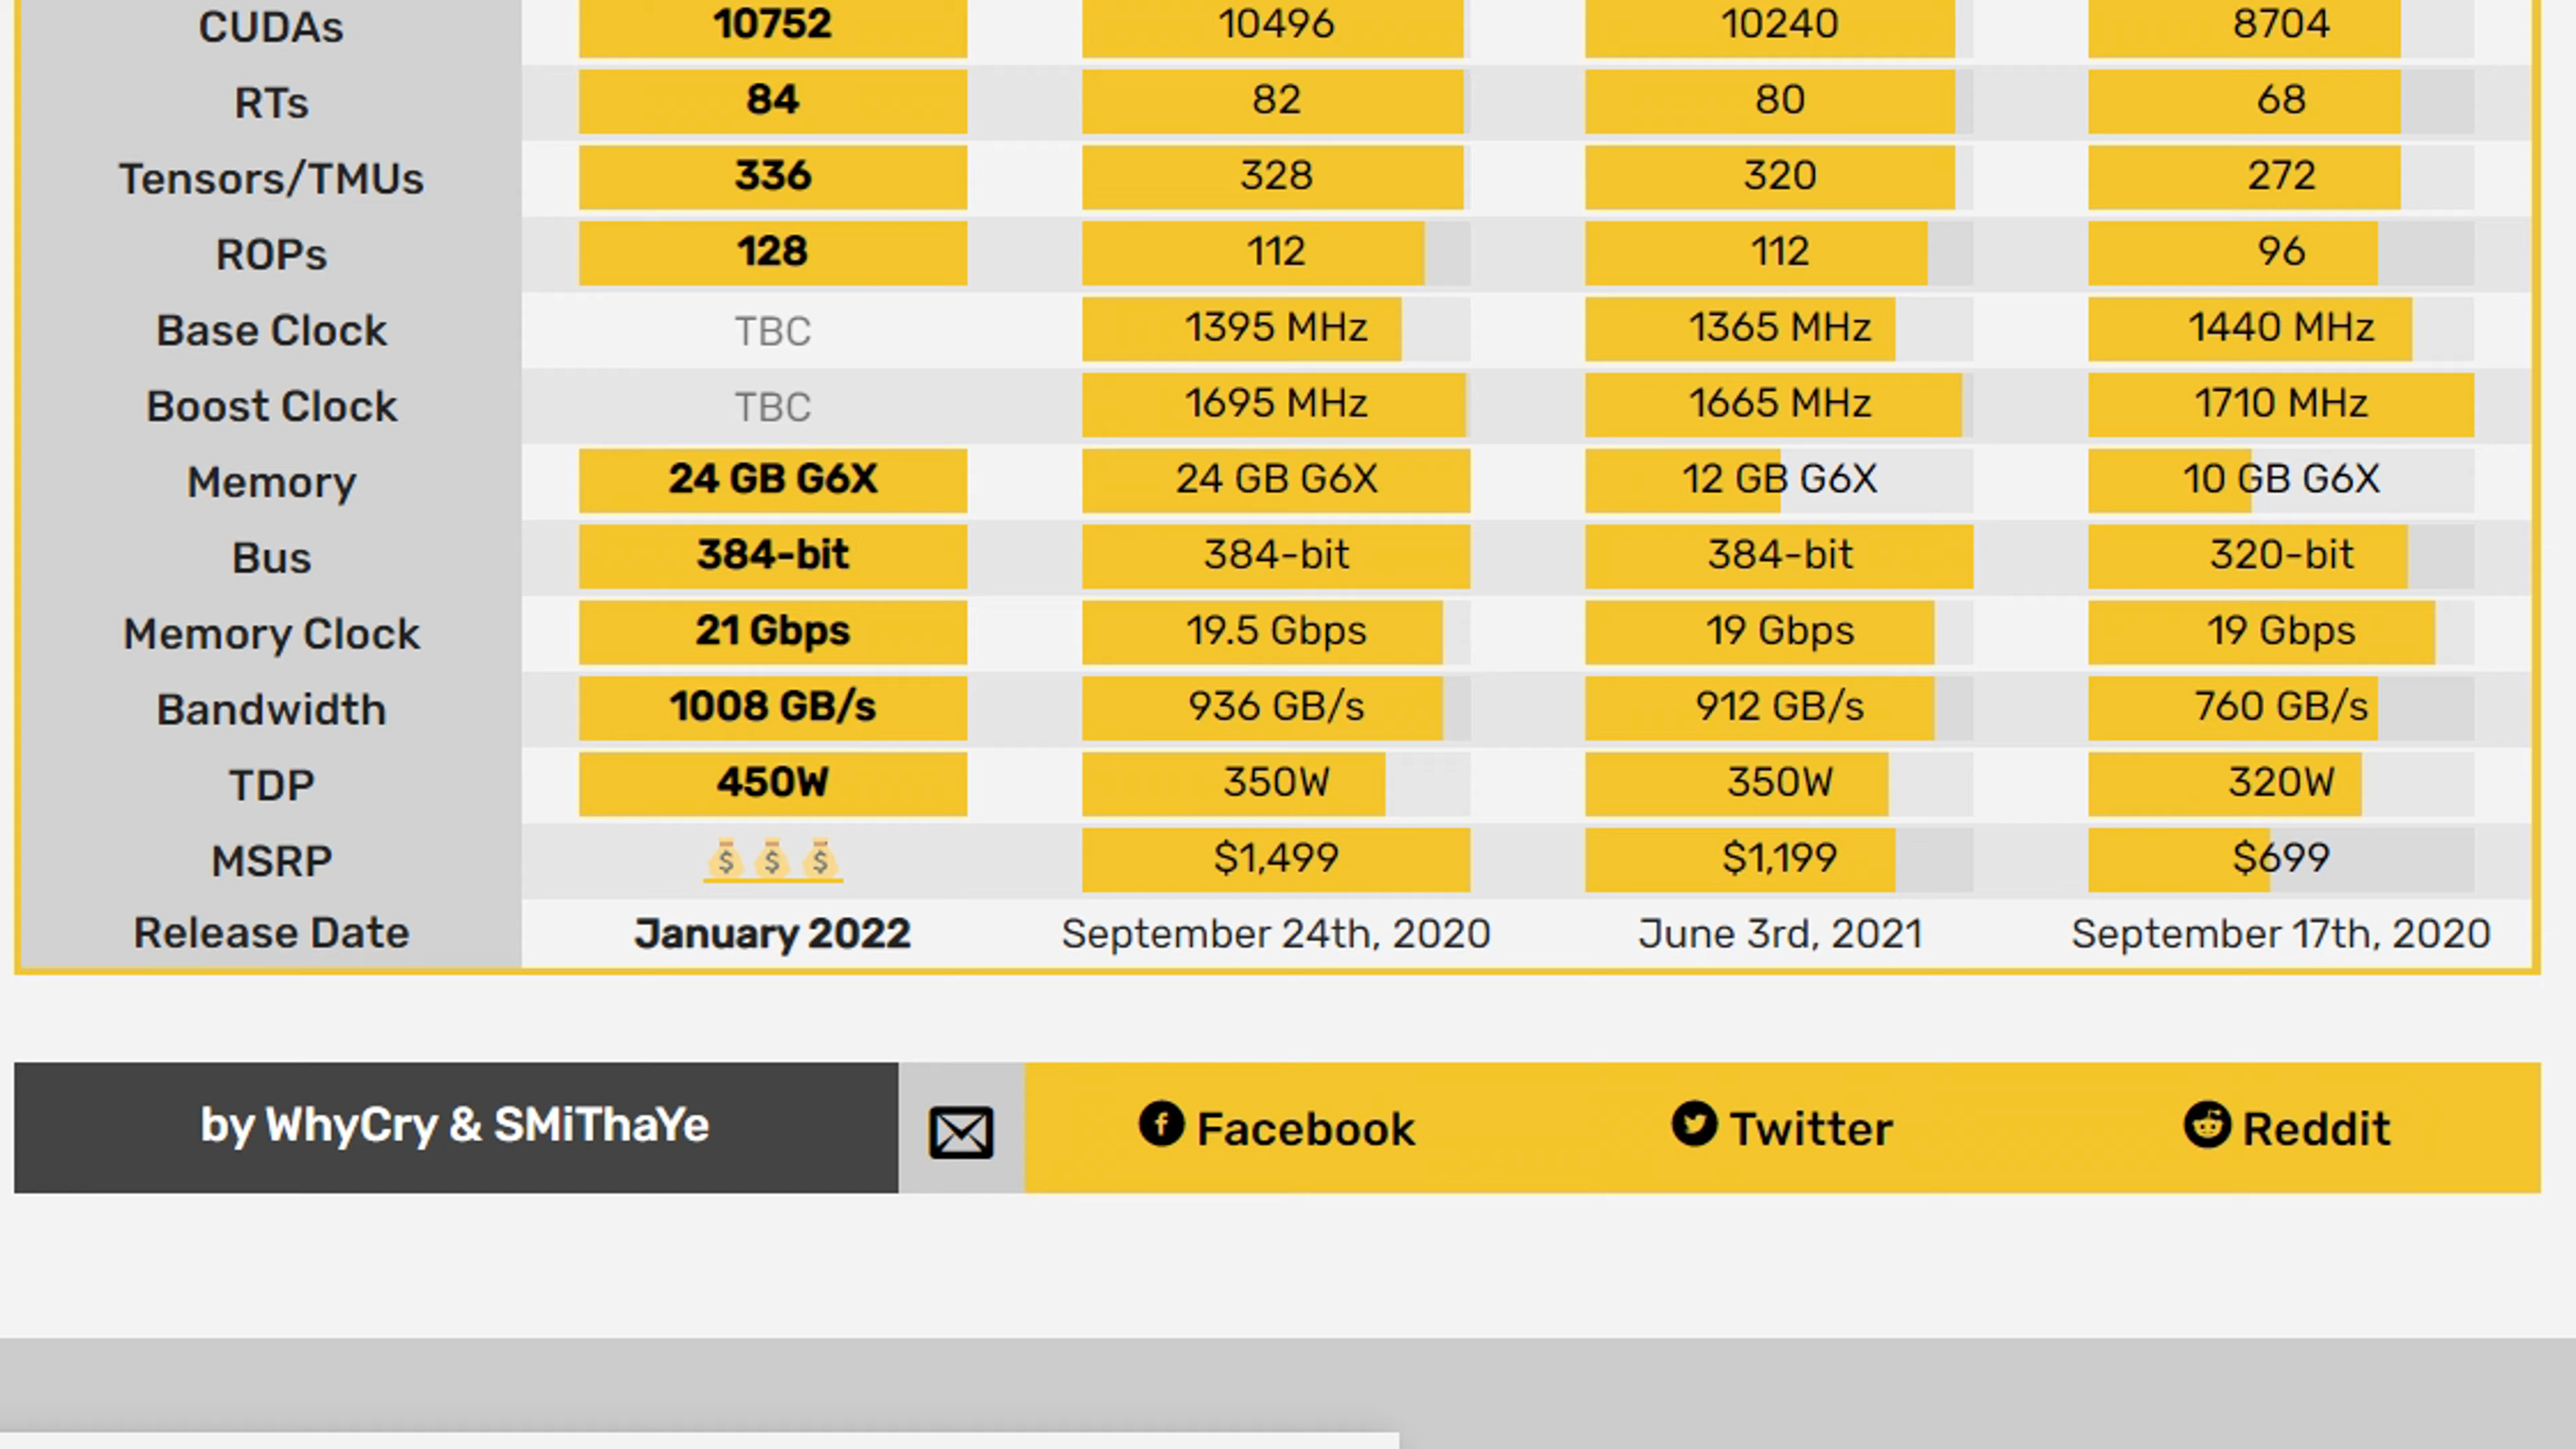 CUDAs 10752 10496 10240 8704
RTs 84 82 80 68
Tensors/TMUs 336 328 320 272
ROPs 128 112 112 96
Base Clock TBC 1395 MHz 1365 MHz 1440 MHz
Boost Clock TBC 1695 MHz 1665 MHz 1710 MHz
Memory 24 GB G6X 24 GB G6X 12 GB G6X 10 GB G6X
Bus 384-bit 384-bit 384-bit 320-bit
Memory Clock 21 Gbps 19.5 Gbps 19 Gbps 19 Gbps
Bandwidth 1008 GB/s 936 GB/s 912 GB/s 760 GB/s
TDP 450W 350W 350W 320W
MSRP 💰💰💰 $1,499 $1,199 $699
Release Date January 2022 September 24th, 2020 June 3rd, 2021 September 17th, 2020
by WhyCry & SMiThaYe Facebook Twitter Reddit